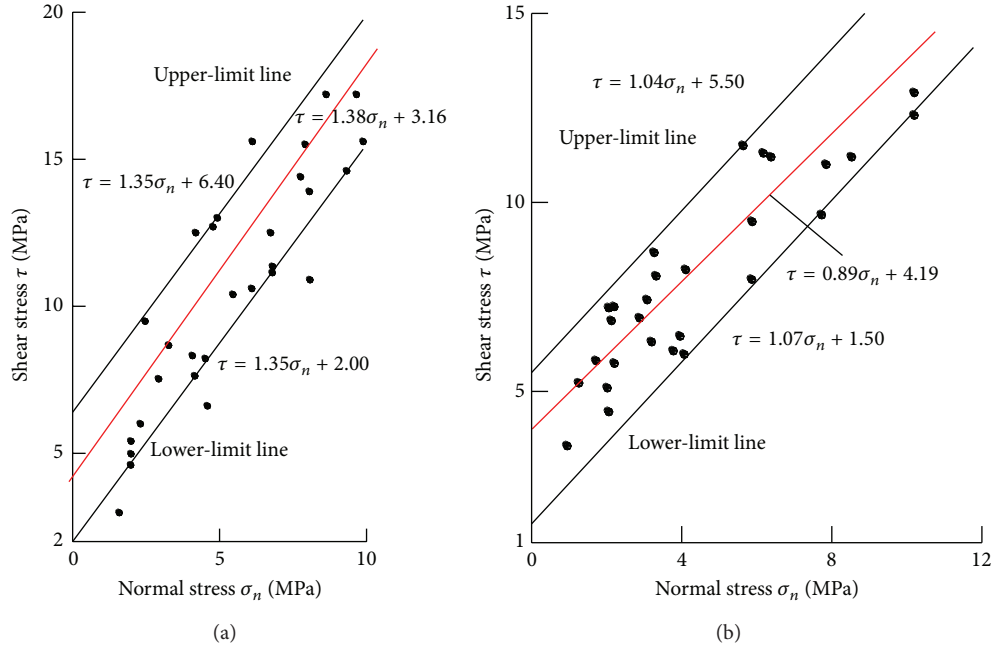 20
15
10
5
2
0
5
10
Shear stress τ (MPa)
Normal stress σn (MPa)
Upper-limit line
τ = 1.38σn + 3.16
τ = 1.35σn + 6.40
τ = 1.35σn + 2.00
Lower-limit line
(a)
15
10
5
1
0
4
8
12
Shear stress τ (MPa)
Normal stress σn (MPa)
τ = 1.04σn + 5.50
Upper-limit line
τ = 0.89σn + 4.19
τ = 1.07σn + 1.50
Lower-limit line
(b)